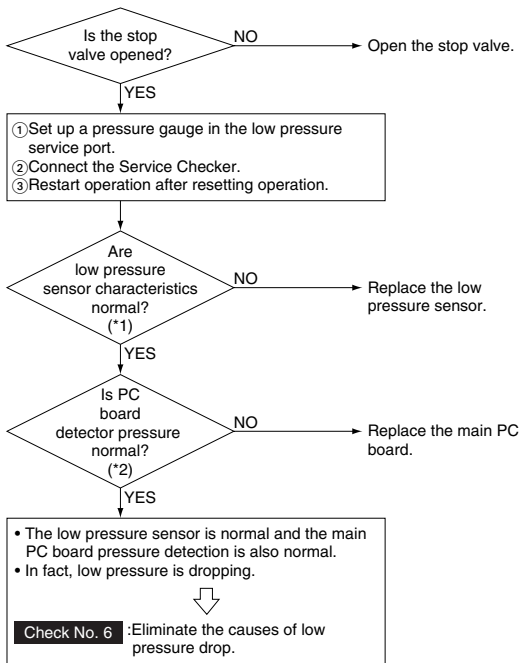 Is the stop
valve opened?
NO
Open the stop valve.
YES
①Set up a pressure gauge in the low pressure
service port.
②Connect the Service Checker.
③Restart operation after resetting operation.
Are
low pressure
sensor characteristics
normal?
(*1)
NO
Replace the low
pressure sensor.
YES
Is PC
board
detector pressure
normal?
(*2)
NO
Replace the main PC
board.
YES
• The low pressure sensor is normal and the main
PC board pressure detection is also normal.
• In fact, low pressure is dropping.
Check No. 6 :Eliminate the causes of low
pressure drop.